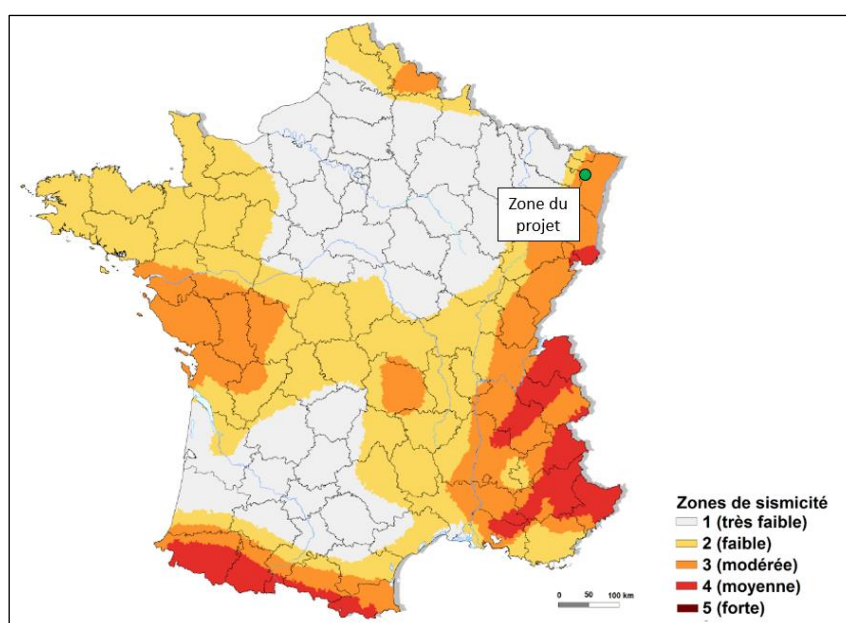 Zone du
projet
Zones de sismicité
1 (très faible)
2 (faible)
3 (modérée)
4 (moyenne)
5 (forte)
0 50 100 km